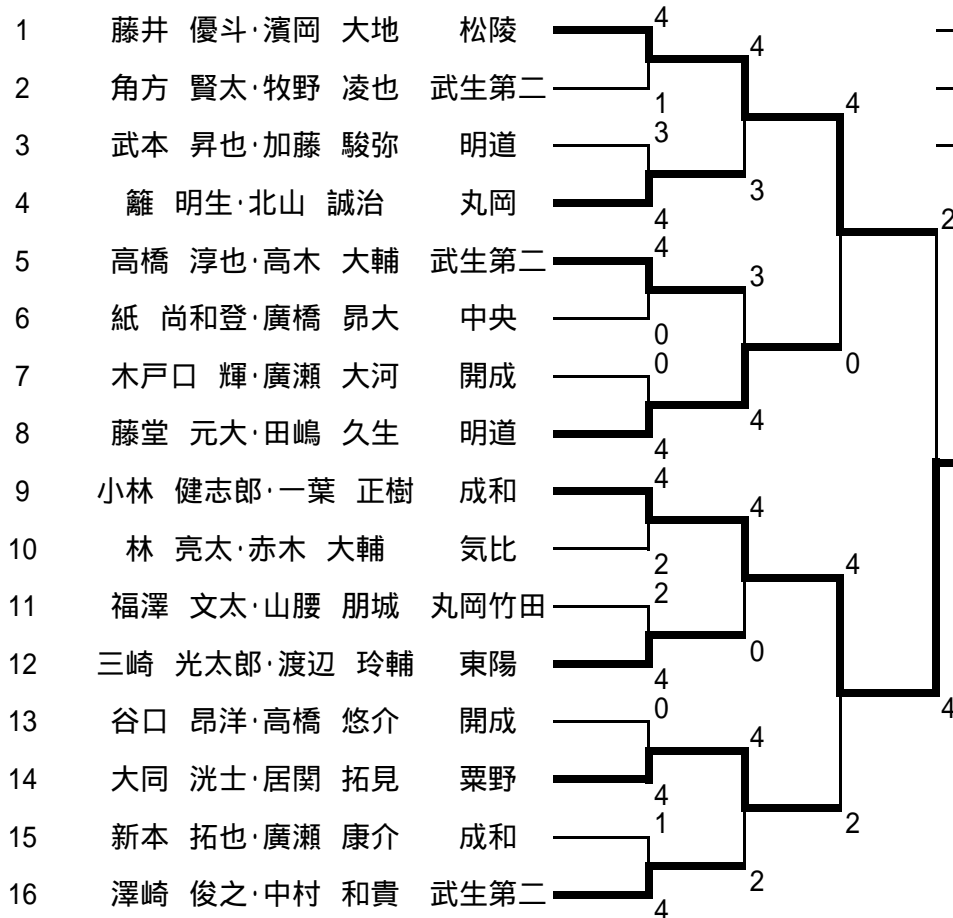 1 藤井 優斗・濱岡 大地 松陵
2 角方 賢太・牧野 凌也 武生第二
3 武本 昇也・加藤 駿弥 明道
4 籬 明生・北山 誠治 丸岡
5 高橋 淳也・高木 大輔 武生第二
6 紙 尚和登・廣橋 昴大 中央
7 木戸口 輝・廣瀬 大河 開成
8 藤堂 元大・田嶋 久生 明道
9 小林 健志郎・一葉 正樹 成和
10 林 亮太・赤木 大輔 気比
11 福澤 文太・山腰 朋城 丸岡竹田
12 三崎 光太郎・渡辺 玲輔 東陽
13 谷口 昂洋・高橋 悠介 開成
14 大同 洸士・居関 拓見 粟野
15 新本 拓也・廣瀬 康介 成和
16 澤崎 俊之・中村 和貴 武生第二
4
1
3
4
4
0
0
4
4
2
2
4
0
4
1
4
4
3
3
4
4
0
4
2
4
0
4
2
2
4